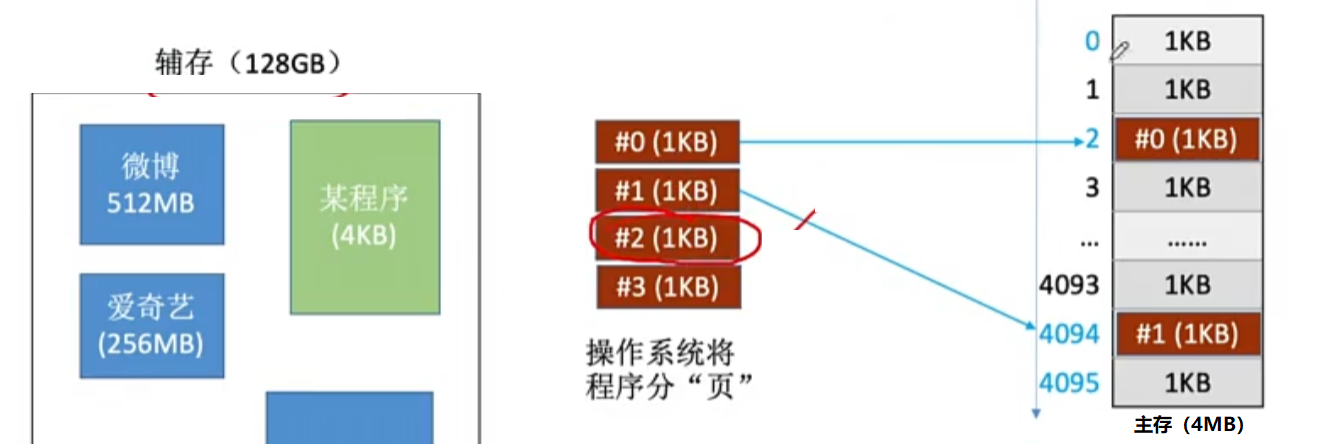 辅存（128GB）
微博
512MB
某程序
(4KB)
爱奇艺
(256MB)
#0 (1KB)
#1 (1KB)
#2 (1KB)
#3 (1KB)
操作系统将
程序分“页”
0 1KB
1 1KB
2 #0 (1KB)
3 1KB
... ......
4093 1KB
4094 #1 (1KB)
4095 1KB
主存（4MB）